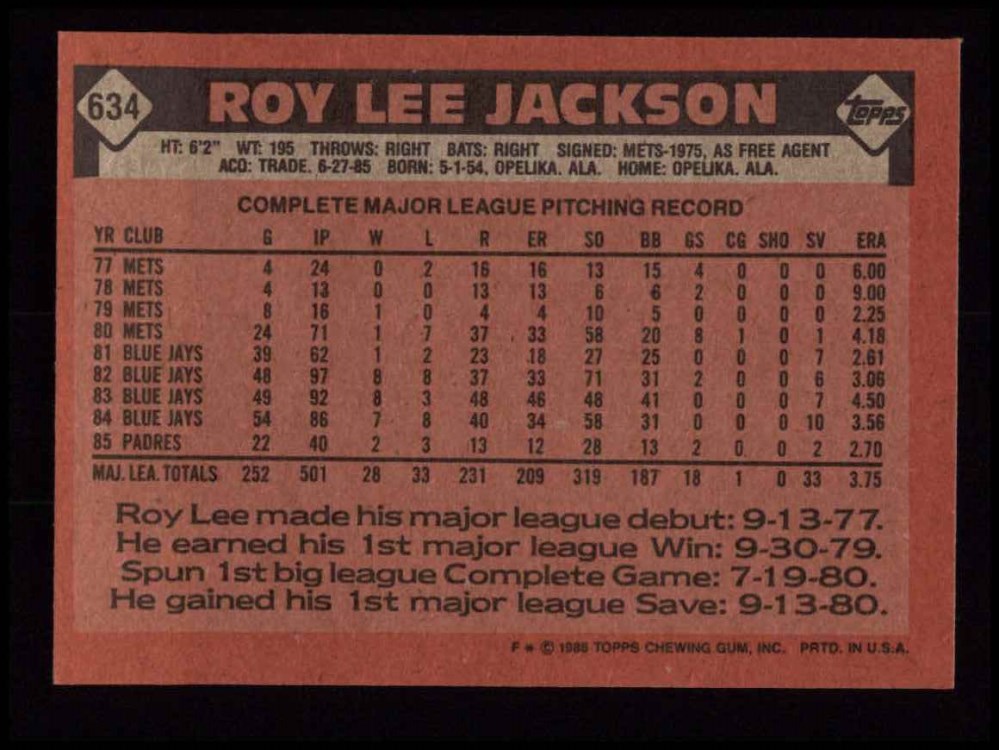 634 ROY LEE JACKSON topps
HT: 6'2" WT: 195 THROWS: RIGHT BATS: RIGHT SIGNED: METS-1975, AS FREE AGENT
ACQ: TRADE. 6-27-85 BORN: 5-1-54, OPELIKA. ALA. HOME: OPELIKA. ALA.
COMPLETE MAJOR LEAGUE PITCHING RECORD
YR CLUB G IP W L R ER SO BB GS CG SHO SV ERA
77 METS 4 24 0 2 16 16 13 15 4 0 0 0 6.00
78 METS 4 13 0 0 13 13 6 6 2 0 0 0 9.00
79 METS 8 16 1 0 4 4 10 5 0 0 0 0 2.25
80 METS 24 71 1 7 37 33 58 20 8 1 0 1 4.18
81 BLUE JAYS 39 62 1 2 23 18 27 25 0 0 0 7 2.61
82 BLUE JAYS 48 97 8 8 37 33 71 31 2 0 0 6 3.06
83 BLUE JAYS 49 92 8 3 48 46 48 41 0 0 0 7 4.50
84 BLUE JAYS 54 86 7 8 40 34 58 31 0 0 0 10 3.56
85 PADRES 22 40 2 3 13 12 28 13 2 0 0 2 2.70
MAJ. LEA. TOTALS 252 501 28 33 231 209 319 187 18 1 0 33 3.75
Roy Lee made his major league debut: 9-13-77.
He earned his 1st major league Win: 9-30-79.
Spun 1st big league Complete Game: 7-19-80.
He gained his 1st major league Save: 9-13-80.
F * © 1986 TOPPS CHEWING GUM, INC. PRTD. IN U.S.A.